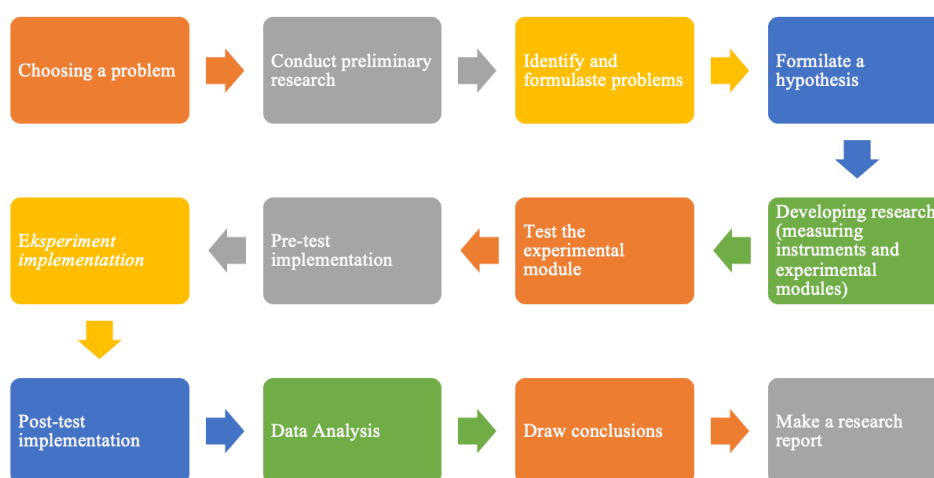 Choosing a problem
Conduct preliminary
research
Identify and
formulaste problems
Formilate a
hypothesis
Developing research
(measuring
instruments and
experimental
modules)
Test the
experimental
module
Pre-test
implementation
Eksperiment
implementattion
Post-test
implementation
Data Analysis
Draw conclusions
Make a research
report